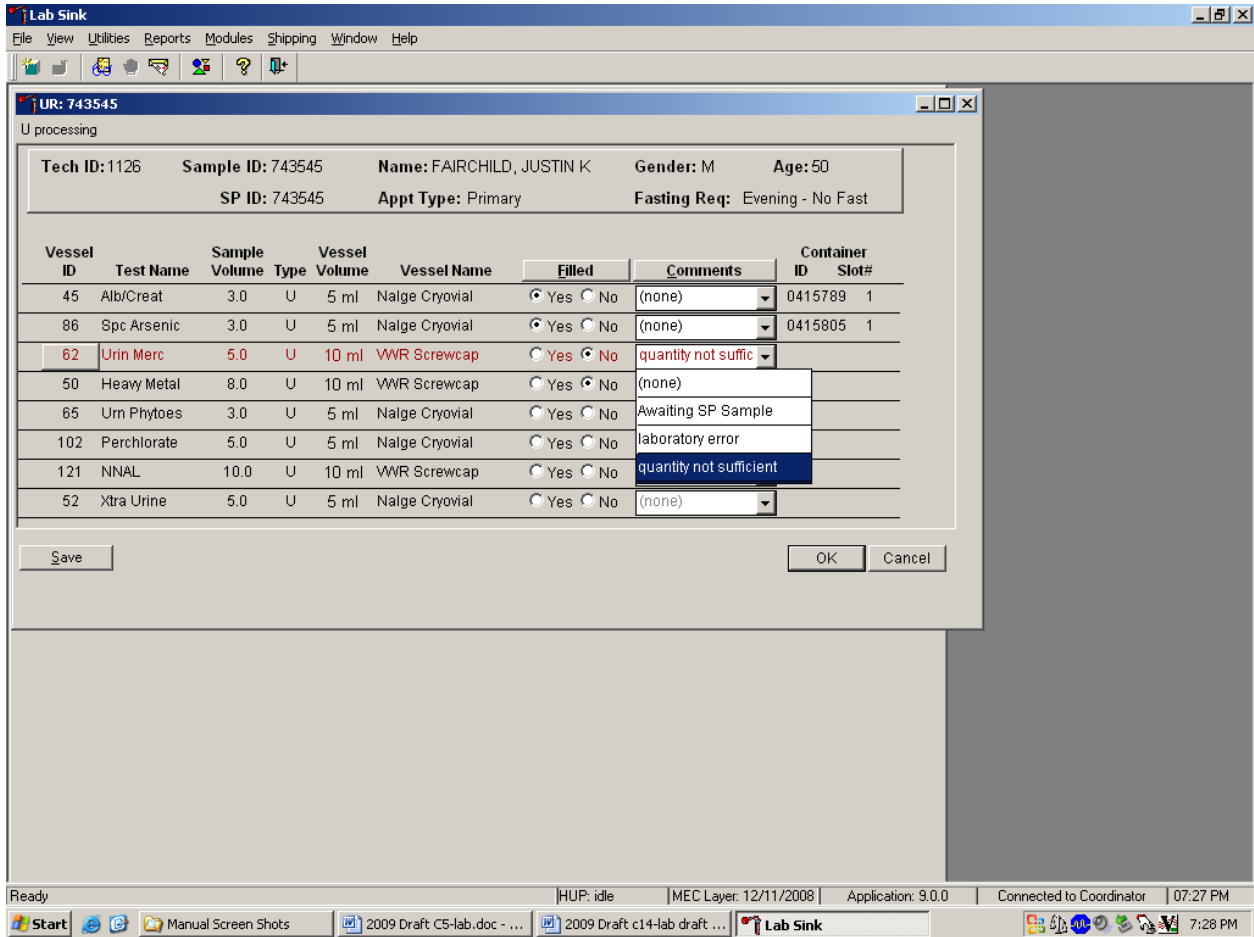 Lab Sink
File View Utilities Reports Modules Shipping Window Help
UR: 743545
U processing
Tech ID: 1126 Sample ID: 743545 Name: FAIRCHILD, JUSTIN K Gender: M Age: 50
SP ID: 743545 Appt Type: Primary Fasting Req: Evening - No Fast
Vessel Sample Vessel Container
ID Test Name Volume Type Volume Vessel Name Filled Comments ID Slot#
45 Alb/Creat 3.0 U 5 ml Nalge Cryovial Yes No (none) 0415789 1
86 Spc Arsenic 3.0 U 5 ml Nalge Cryovial Yes No (none) 0415805 1
62 Urin Merc 5.0 U 10 ml VWR Screwcap Yes No quantity not suffic
50 Heavy Metal 8.0 U 10 ml VWR Screwcap Yes No (none)
65 Urn Phytoes 3.0 U 5 ml Nalge Cryovial Yes No Awaiting SP Sample
102 Perchlorate 5.0 U 5 ml Nalge Cryovial Yes No laboratory error
121 NNAL 10.0 U 10 ml VWR Screwcap Yes No quantity not sufficient
52 Xtra Urine 5.0 U 5 ml Nalge Cryovial Yes No (none)
Save OK Cancel
Ready HUP: idle MEC Layer: 12/11/2008 Application: 9.0.0 Connected to Coordinator 07:27 PM
Start Manual Screen Shots 2009 Draft C5-lab.doc - ... 2009 Draft c14-lab draft ... Lab Sink 7:28 PM